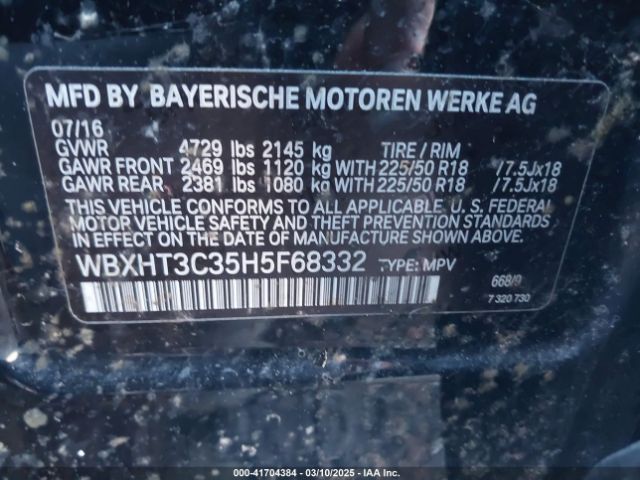 MFD BY BAYERISCHE MOTOREN WERKE AG
07/16
GVWR 4729 lbs 2145 kg TIRE / RIM
GAWR FRONT 2469 lbs 1120 kg WITH 225/50 R18 /7.5Jx18
GAWR REAR 2381 lbs 1080 kg WITH 225/50 R18 /7.5Jx18
THIS VEHICLE CONFORMS TO ALL APPLICABLE U. S. FEDERAL
MOTOR VEHICLE SAFETY AND THEFT PREVENTION STANDARDS
IN EFFECT ON THE DATE OF MANUFACTURE SHOWN ABOVE.
WBXHT3C35H5F68332 TYPE: MPV
668/9
7 320 730
000-41704384 — 03/10/2025 — IAA Inc.